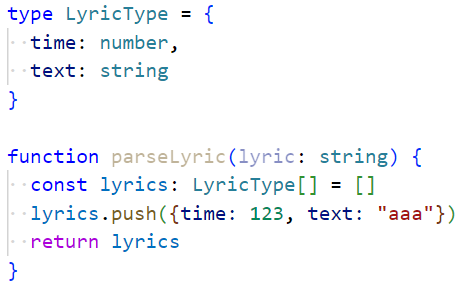 type LyricType = {
  time: number,
  text: string
}

function parseLyric(lyric: string) {
  const lyrics: LyricType[] = []
  lyrics.push({time: 123, text: "aaa"})
  return lyrics
}